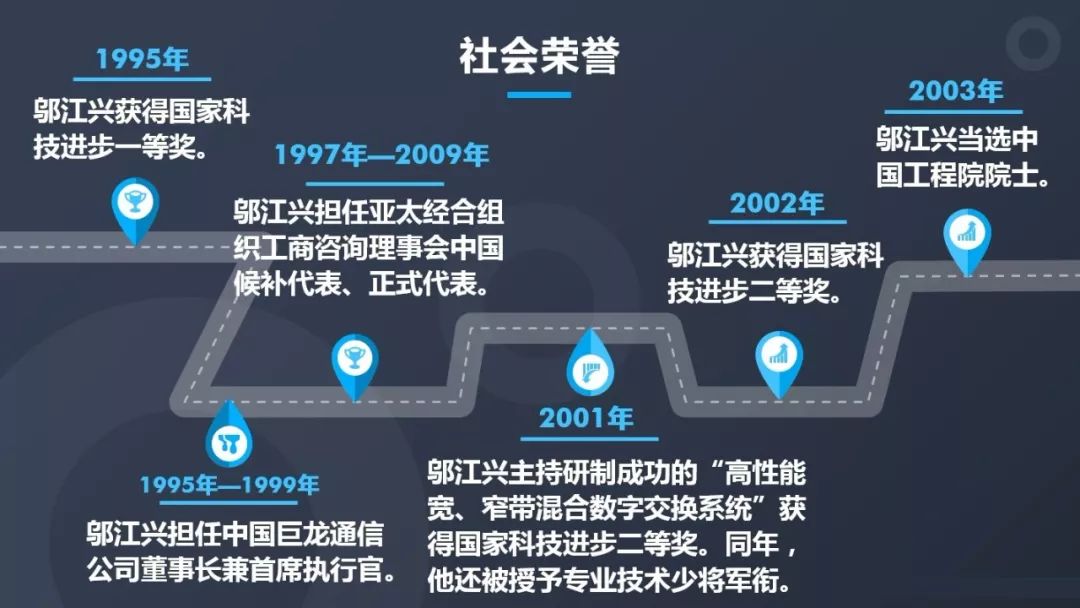 社会荣誉
1995年
邬江兴获得国家科
技进步一等奖。
1995年—1999年
邬江兴担任中国巨龙通信
公司董事长兼首席执行官。
1997年—2009年
邬江兴担任亚太经合组
织工商咨询理事会中国
候补代表、正式代表。
2001年
邬江兴主持研制成功的“高性能
宽、窄带混合数字交换系统”获
得国家科技进步二等奖。同年，
他还被授予专业技术少将军衔。
2002年
邬江兴获得国家科
技进步二等奖。
2003年
邬江兴当选中
国工程院院士。